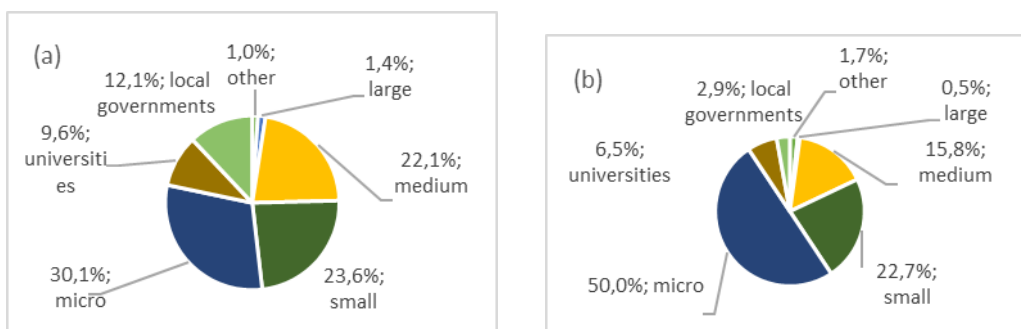 (a)
1,0%;
other
1,4%;
large
12,1%; local
governments
9,6%;
universiti
es
22,1%;
medium
30,1%;
micro
23,6%;
small
(b)
1,7%;
other
2,9%; local
governments
0,5%;
large
6,5%;
universities
15,8%;
medium
50,0%; micro
22,7%;
small